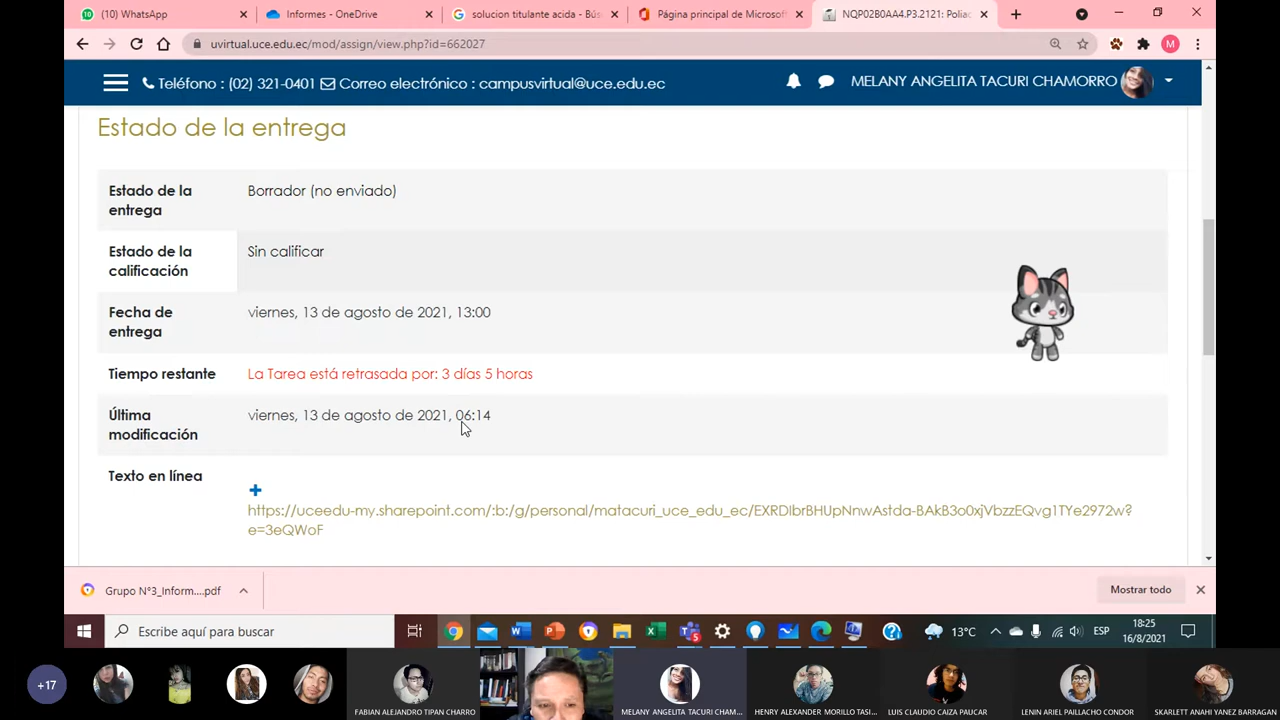 (10) WhatsApp
Informes - OneDrive
solucion titulante acida - Bús
Página principal de Microsof
NQP02B0AA4.P3.2121: Poliac
uvirtual.uce.edu.ec/mod/assign/view.php?id=662027
M
Teléfono : (02) 321-0401 Correo electrónico : campusvirtual@uce.edu.ec
MELANY ANGELITA TACURI CHAMORRO
Estado de la entrega
Estado de la
entrega
Borrador (no enviado)
Estado de la
calificación
Sin calificar
Fecha de
entrega
viernes, 13 de agosto de 2021, 13:00
Tiempo restante
La Tarea está retrasada por: 3 días 5 horas
Última
modificación
viernes, 13 de agosto de 2021, 06:14
Texto en línea
https://uceedu-my.sharepoint.com/:b:/g/personal/matacuri_uce_edu_ec/EXRDIbrBHUpNnwAstda-BAkB3o0xjVbzzEQvg1TYe2972w?
e=3eQWoF
Grupo N°3_Inform....pdf
Mostrar todo
Escribe aquí para buscar
13°C
ESP
18:25
16/8/2021
+17
FABIAN ALEJANDRO TIPAN CHARRO
MELANY ANGELITA TACURI CHAM...
HENRY ALEXANDER MORILLO TASI...
LUIS CLAUDIO CAIZA PAUCAR
LENIN ARIEL PAILLACHO CONDOR
SKARLETT ANAHI YANEZ BARRAGAN